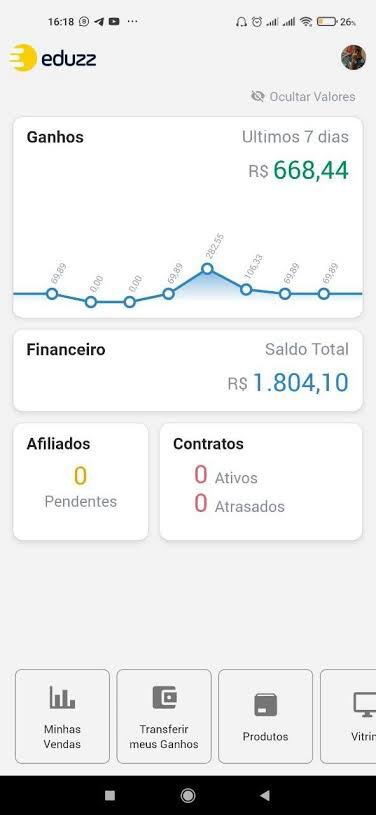 16:18
26%
eduzz
Ocultar Valores
Ganhos
Ultimos 7 dias
R$ 668,44
69,89
0,00
0,00
69,89
282,55
106,33
69,89
69,89
Financeiro
Saldo Total
R$ 1.804,10
Afiliados
0
Pendentes
Contratos
0 Ativos
0 Atrasados
Minhas
Vendas
Transferir
meus Ganhos
Produtos
Vitrin